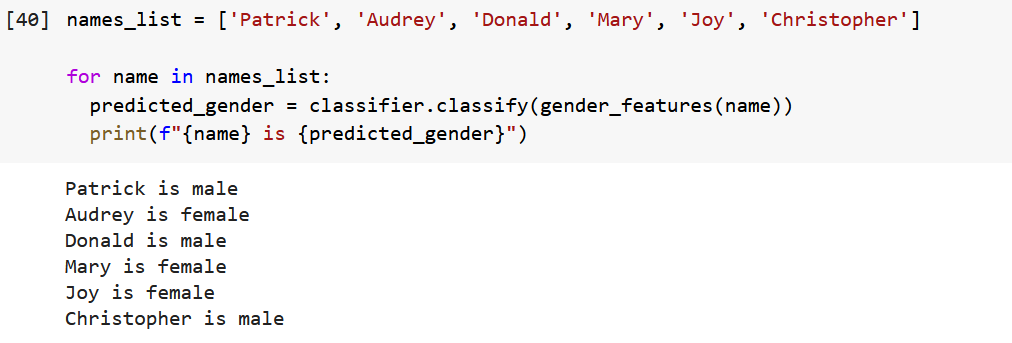 [40] names_list = ['Patrick', 'Audrey', 'Donald', 'Mary', 'Joy', 'Christopher']
for name in names_list:
  predicted_gender = classifier.classify(gender_features(name))
  print(f"{name} is {predicted_gender}")
Patrick is male
Audrey is female
Donald is male
Mary is female
Joy is female
Christopher is male